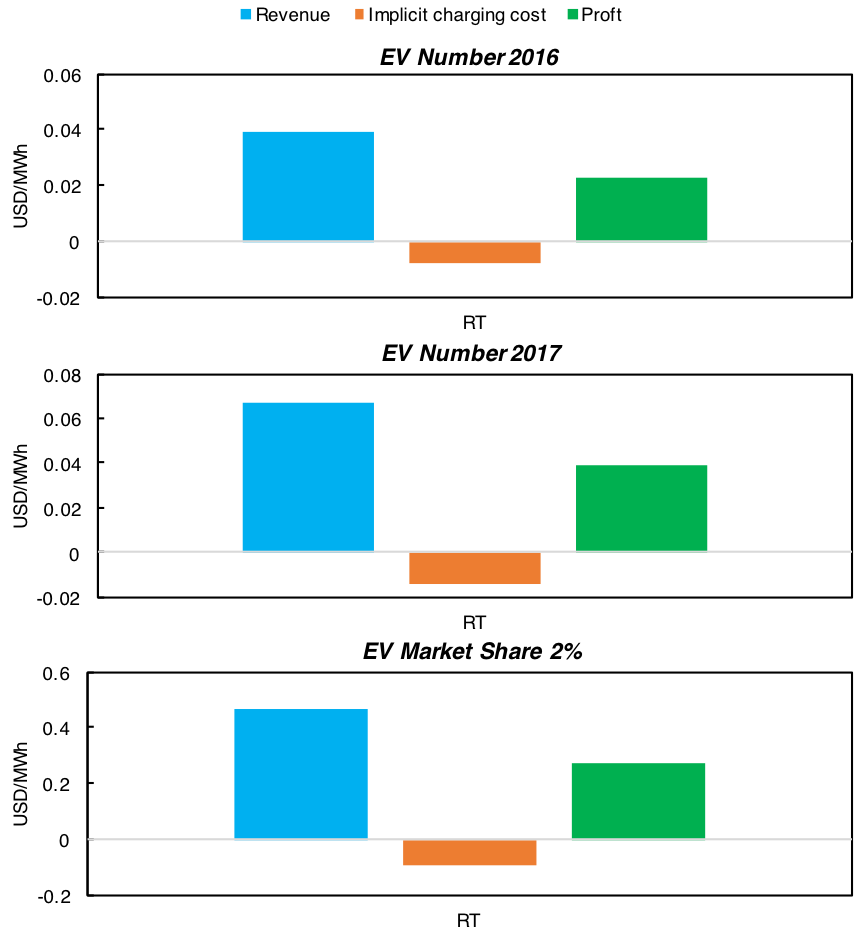 Revenue Implicit charging cost Proft
EV Number 2016
0.06
0.04
0.02
0
-0.02
USD/MWh
RT
EV Number 2017
0.08
0.06
0.04
0.02
0
-0.02
USD/MWh
RT
EV Market Share 2%
0.6
0.4
0.2
0
-0.2
USD/MWh
RT